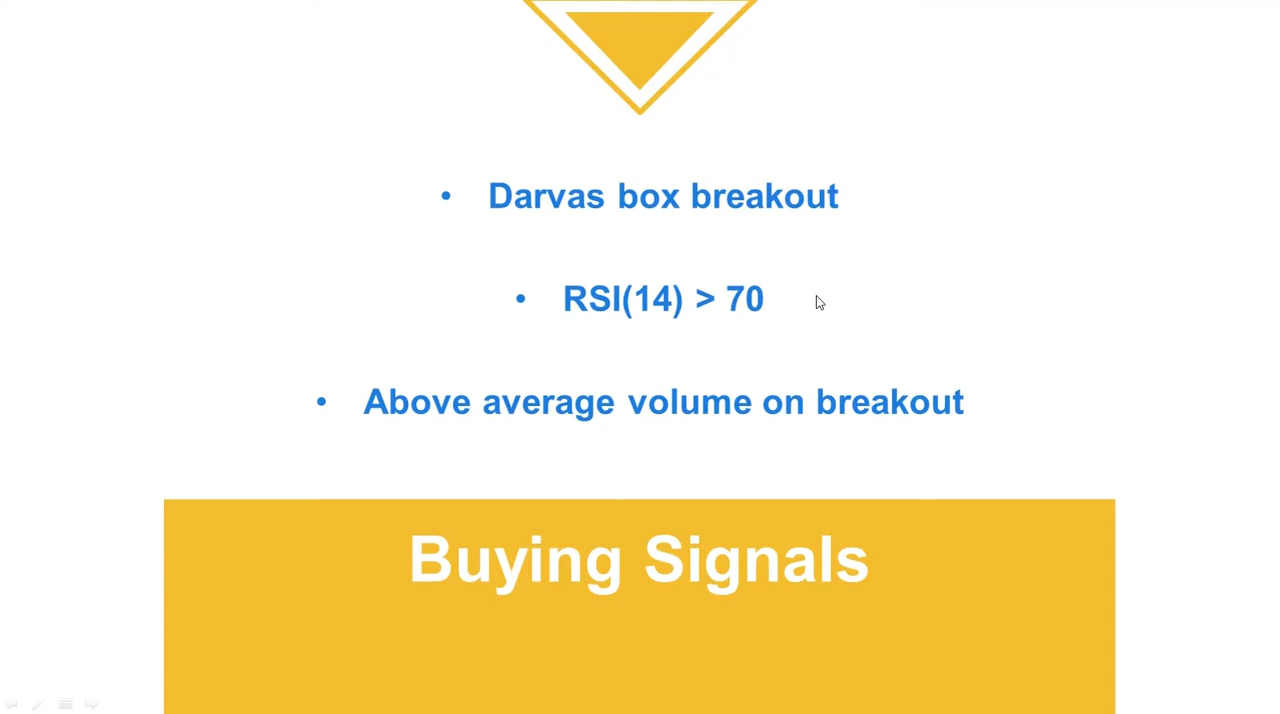 • Darvas box breakout
• RSI(14) > 70
• Above average volume on breakout
Buying Signals